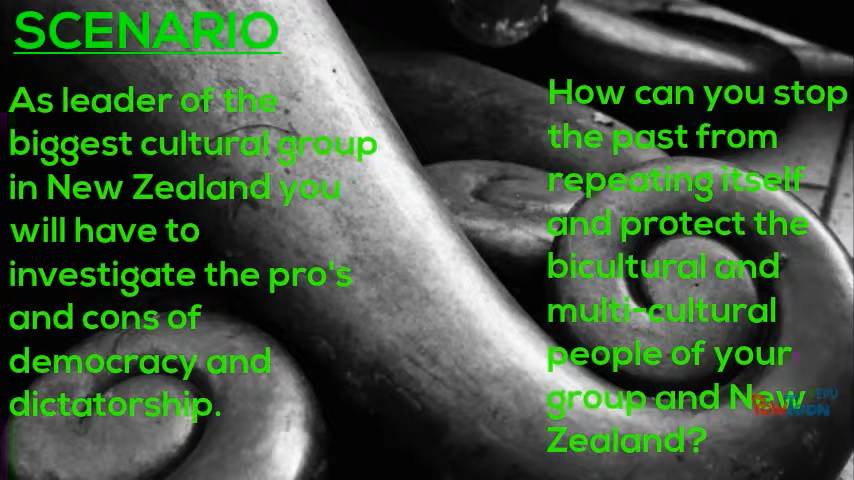 SCENARIO
As leader of the
biggest cultural group
in New Zealand you
will have to
investigate the pro's
and cons of
democracy and
dictatorship.
How can you stop
the past from
repeating itself
and protect the
bicultural and
multi-cultural
people of your
group and New
Zealand?